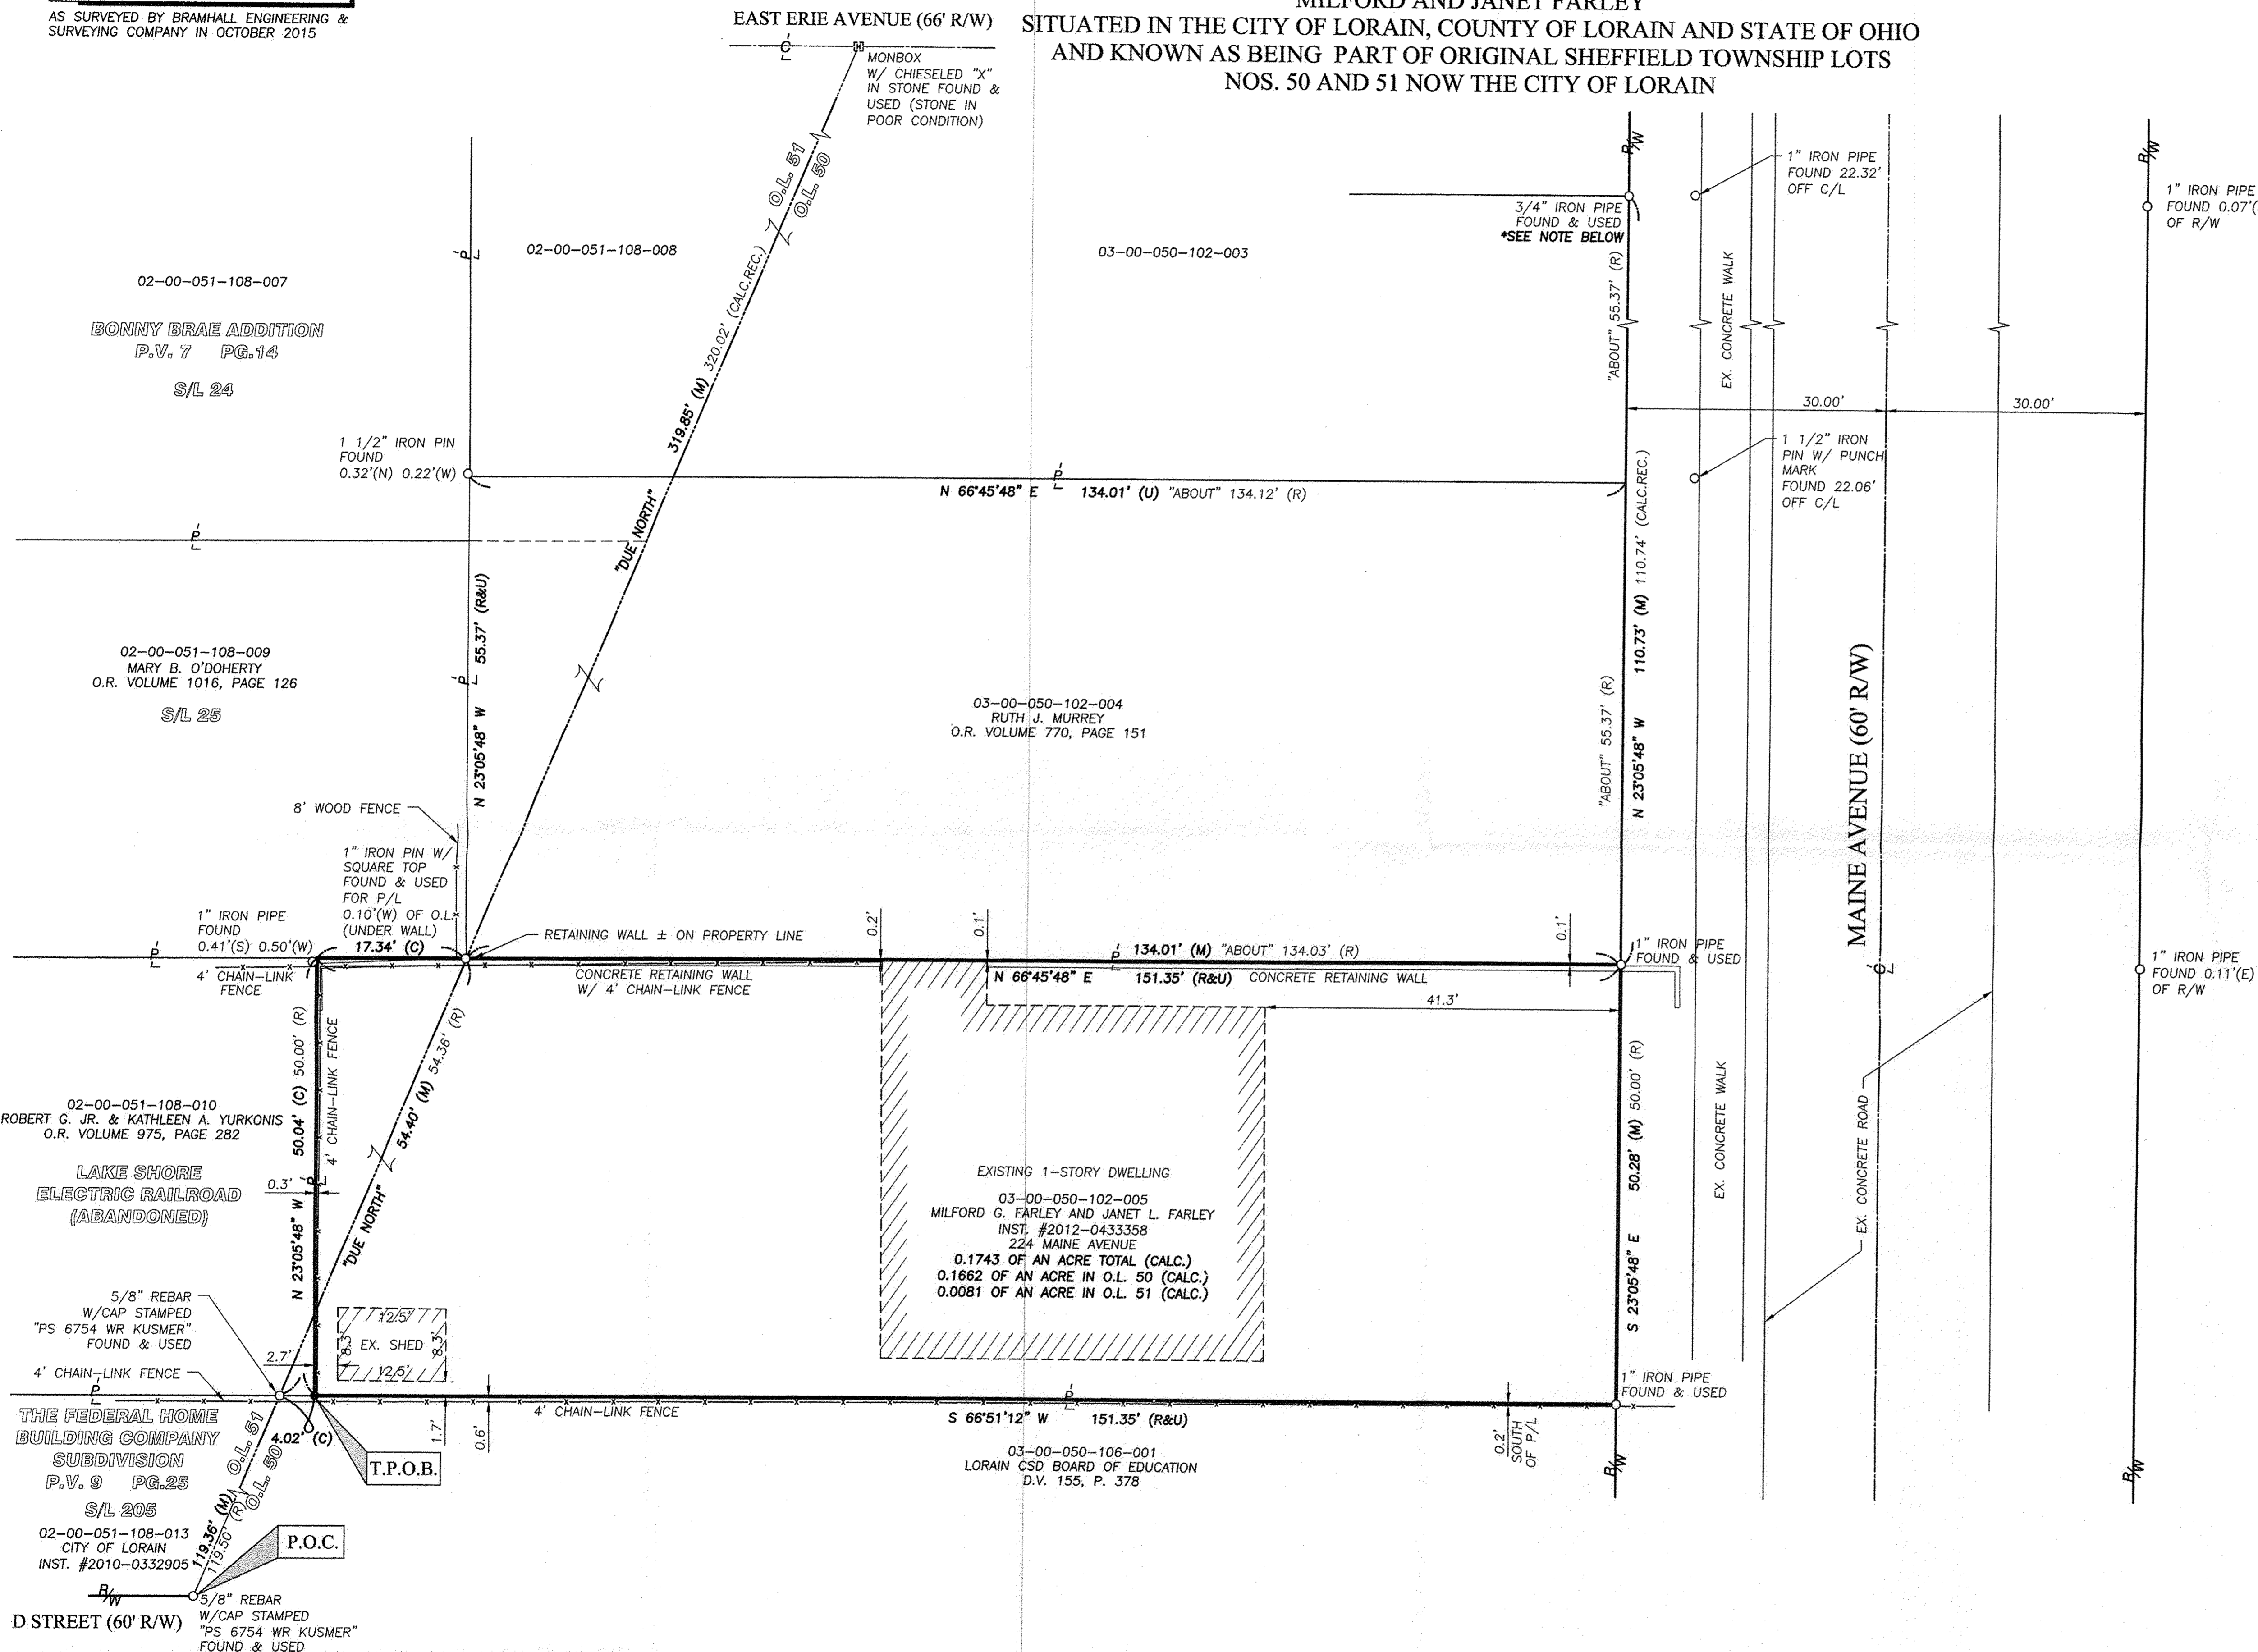 AS SURVEYED BY BRAMHALL ENGINEERING &
SURVEYING COMPANY IN OCTOBER 2015
MILFORD AND JANET FARLEY
SITUATED IN THE CITY OF LORAIN, COUNTY OF LORAIN AND STATE OF OHIO
AND KNOWN AS BEING PART OF ORIGINAL SHEFFIELD TOWNSHIP LOTS
NOS. 50 AND 51 NOW THE CITY OF LORAIN
EAST ERIE AVENUE (66' R/W)
MONBOX
W/ CHIESELED "X"
IN STONE FOUND &
USED (STONE IN
POOR CONDITION)
O.L. 51
O.L. 50
R/W
1" IRON PIPE
FOUND 22.32'
OFF C/L
R/W
1" IRON PIPE
FOUND 0.07'(
OF R/W
3/4" IRON PIPE
FOUND & USED
*SEE NOTE BELOW
02-00-051-108-007
02-00-051-108-008
03-00-050-102-003
BONNY BRAE ADDITION
P.V. 7 PG.14
S/L 24
319.85' (M) 320.02' (CALC.REC.)
"DUE NORTH"
"ABOUT" 55.37' (R)
EX. CONCRETE WALK
30.00'
30.00'
1 1/2" IRON PIN
FOUND
0.32'(N) 0.22'(W)
N 66°45'48" E 134.01' (U) "ABOUT" 134.12' (R)
1 1/2" IRON
PIN W/ PUNCH
MARK
FOUND 22.06'
OFF C/L
N 23°05'48" W 55.37' (R&U)
"ABOUT" 55.37' (R)
N 23°05'48" W 110.73' (M) 110.74' (CALC.REC.)
02-00-051-108-009
MARY B. O'DOHERTY
O.R. VOLUME 1016, PAGE 126
S/L 25
03-00-050-102-004
RUTH J. MURREY
O.R. VOLUME 770, PAGE 151
MAINE AVENUE (60' R/W)
8' WOOD FENCE
1" IRON PIN W/
SQUARE TOP
FOUND & USED
FOR P/L
0.10'(W) OF O.L.
(UNDER WALL)
1" IRON PIPE
FOUND
0.41'(S) 0.50'(W)
17.34' (C)
RETAINING WALL ± ON PROPERTY LINE
0.2'
0.1'
134.01' (M) "ABOUT" 134.03' (R)
0.1'
1" IRON PIPE
FOUND & USED
1" IRON PIPE
FOUND 0.11'(E)
OF R/W
4' CHAIN-LINK
FENCE
CONCRETE RETAINING WALL
W/ 4' CHAIN-LINK FENCE
N 66°45'48" E 151.35' (R&U) CONCRETE RETAINING WALL
41.3'
N 23°05'48" W 50.04' (C) 50.00' (R)
4' CHAIN-LINK FENCE
"DUE NORTH" 54.40' (M) 54.36' (R)
0.3'
02-00-051-108-010
ROBERT G. JR. & KATHLEEN A. YURKONIS
O.R. VOLUME 975, PAGE 282
LAKE SHORE
ELECTRIC RAILROAD
(ABANDONED)
EXISTING 1-STORY DWELLING
03-00-050-102-005
MILFORD G. FARLEY AND JANET L. FARLEY
INST. #2012-0433358
224 MAINE AVENUE
0.1743 OF AN ACRE TOTAL (CALC.)
0.1662 OF AN ACRE IN O.L. 50 (CALC.)
0.0081 OF AN ACRE IN O.L. 51 (CALC.)
S 23°05'48" E 50.28' (M) 50.00' (R)
EX. CONCRETE WALK
EX. CONCRETE ROAD
5/8" REBAR
W/CAP STAMPED
"PS 6754 WR KUSMER"
FOUND & USED
2.7'
12.5'
8.3'
EX. SHED
8.3'
12.5'
4' CHAIN-LINK FENCE
1" IRON PIPE
FOUND & USED
THE FEDERAL HOME
BUILDING COMPANY
SUBDIVISION
P.V. 9 PG.25
S/L 205
O.L. 51
O.L. 50
4.02' (C)
T.P.O.B.
1.7'
0.6'
4' CHAIN-LINK FENCE
S 66°51'12" W 151.35' (R&U)
03-00-050-106-001
LORAIN CSD BOARD OF EDUCATION
D.V. 155, P. 378
0.2'
SOUTH
OF P/L
R/W
R/W
02-00-051-108-013
CITY OF LORAIN
INST. #2010-0332905
119.36' (M)
119.50' (R)
P.O.C.
R/W
D STREET (60' R/W)
5/8" REBAR
W/CAP STAMPED
"PS 6754 WR KUSMER"
FOUND & USED